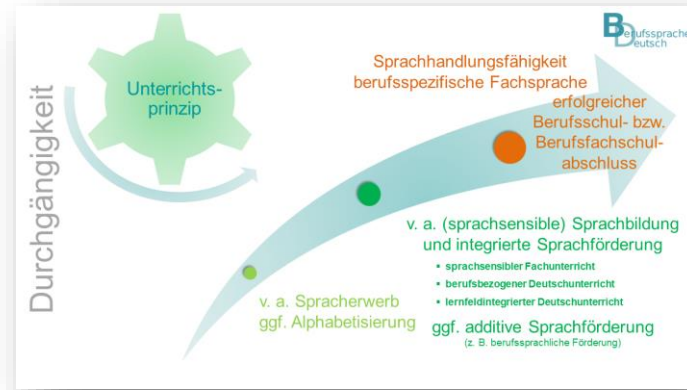 Berufssprache
Deutsch
Durchgängigkeit
Unterrichts-
prinzip
Sprachhandlungsfähigkeit
berufsspezifische Fachsprache
erfolgreicher
Berufsschul- bzw.
Berufsfachschul-
abschluss
v. a. (sprachsensible) Sprachbildung
und integrierte Sprachförderung
▪ sprachsensibler Fachunterricht
▪ berufsbezogener Deutschunterricht
▪ lernfeldintegrierter Deutschunterricht
ggf. additive Sprachförderung
(z. B. berufssprachliche Förderung)
v. a. Spracherwerb
ggf. Alphabetisierung